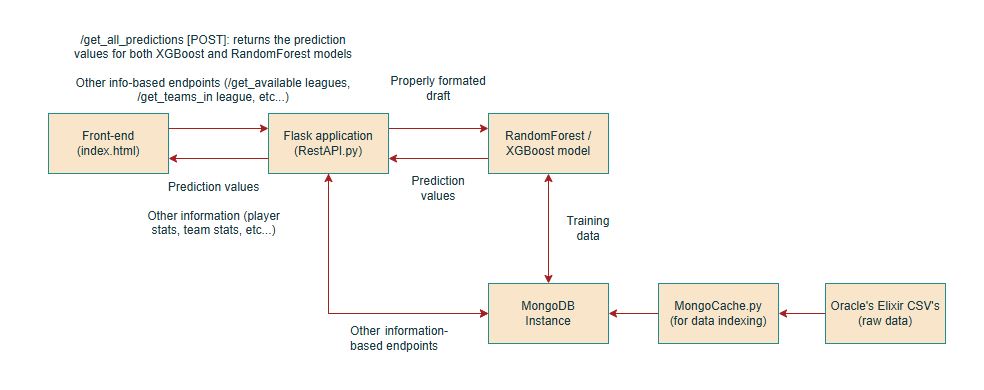 /get_all_predictions [POST]: returns the prediction
values for both XGBoost and RandomForest models
Other info-based endpoints (/get_available leagues,
/get_teams_in league, etc...)
Properly formated
draft
Front-end
(index.html)
Flask application
(RestAPI.py)
RandomForest /
XGBoost model
Prediction values
Other information (player
stats, team stats, etc...)
Prediction
values
Training
data
MongoDB
Instance
MongoCache.py
(for data indexing)
Oracle's Elixir CSV's
(raw data)
Other information-
based endpoints